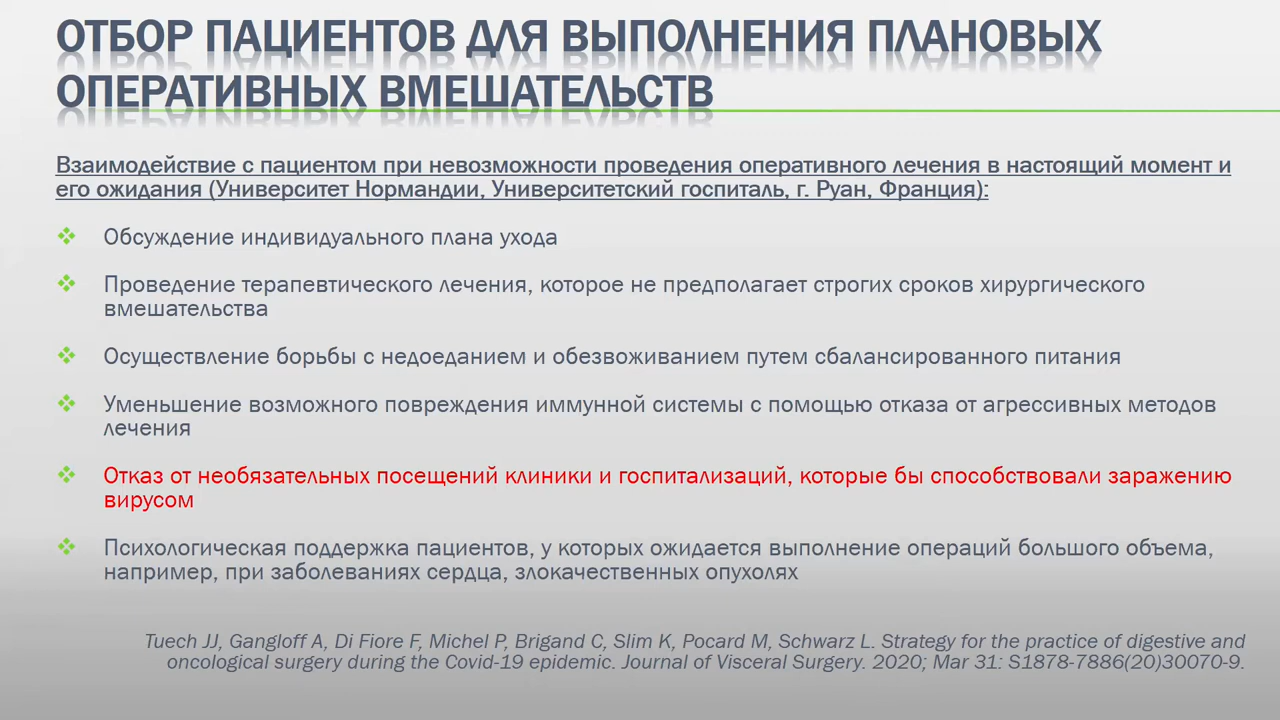 ОТБОР ПАЦИЕНТОВ ДЛЯ ВЫПОЛНЕНИЯ ПЛАНОВЫХ
ОПЕРАТИВНЫХ ВМЕШАТЕЛЬСТВ
Взаимодействие с пациентом при невозможности проведения оперативного лечения в настоящий момент и
его ожидания (Университет Нормандии, Университетский госпиталь, г. Руан, Франция):
Обсуждение индивидуального плана ухода
Проведение терапевтического лечения, которое не предполагает строгих сроков хирургического
вмешательства
Осуществление борьбы с недоеданием и обезвоживанием путем сбалансированного питания
Уменьшение возможного повреждения иммунной системы с помощью отказа от агрессивных методов
лечения
Отказ от необязательных посещений клиники и госпитализаций, которые бы способствовали заражению
вирусом
Психологическая поддержка пациентов, у которых ожидается выполнение операций большого объема,
например, при заболеваниях сердца, злокачественных опухолях
Tuech JJ, Gangloff A, Di Fiore F, Michel P, Brigand C, Slim K, Pocard M, Schwarz L. Strategy for the practice of digestive and
oncological surgery during the Covid-19 epidemic. Journal of Visceral Surgery. 2020; Mar 31: S1878-7886(20)30070-9.